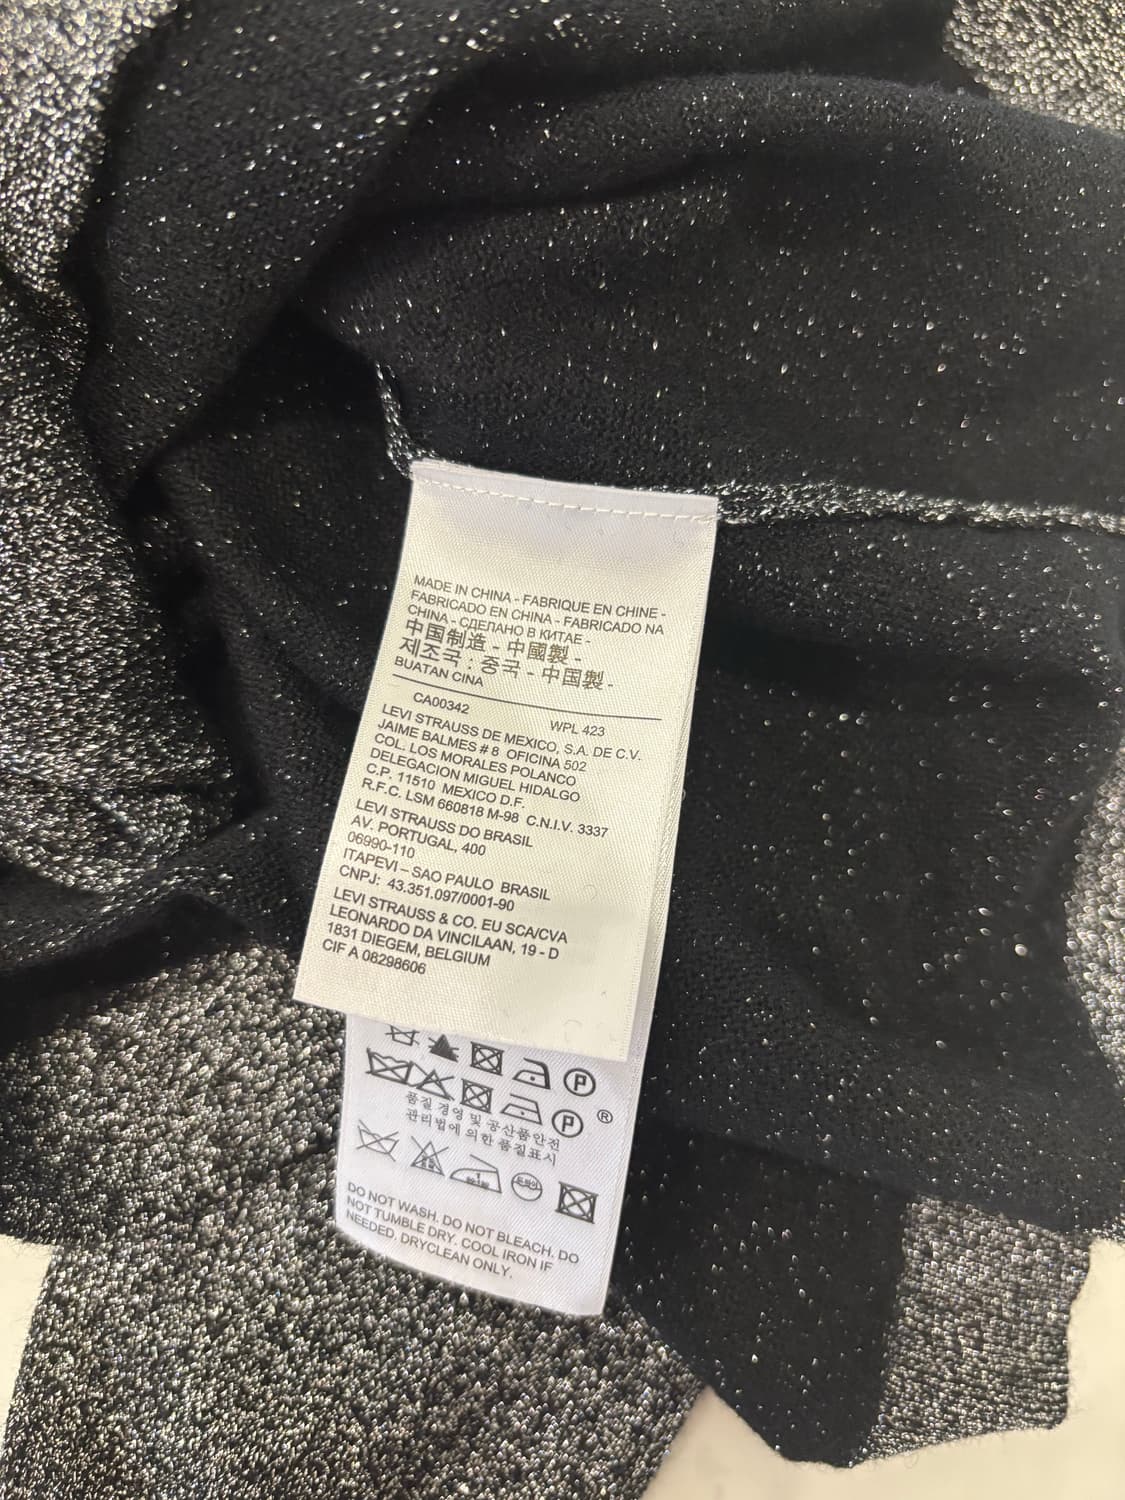 MADE IN CHINA - FABRIQUE EN CHINE -
FABRICADO EN CHINA - FABRICADO NA
CHINA - СДЕЛАНО В КИТАЕ -
中国制造 - 中國製 -
제조국 : 중국 - 中国製 -
BUATAN CINA
CA00342 WPL 423
LEVI STRAUSS DE MEXICO, S.A. DE C.V.
JAIME BALMES # 8 OFICINA 502
COL. LOS MORALES POLANCO
DELEGACION MIGUEL HIDALGO
C.P. 11510 MEXICO D.F.
R.F.C. LSM 660818 M-98 C.N.I.V. 3337
LEVI STRAUSS DO BRASIL
AV. PORTUGAL, 400
06990-110
ITAPEVI – SAO PAULO BRASIL
CNPJ: 43.351.097/0001-90
LEVI STRAUSS & CO. EU SCA/CVA
LEONARDO DA VINCILAAN, 19 - D
1831 DIEGEM, BELGIUM
CIF A 08298606
P
P ®
품질 경영 및 공산품안전
관리법에 의한 품질표시
DO NOT WASH. DO NOT BLEACH. DO
NOT TUMBLE DRY. COOL IRON IF
NEEDED. DRYCLEAN ONLY.